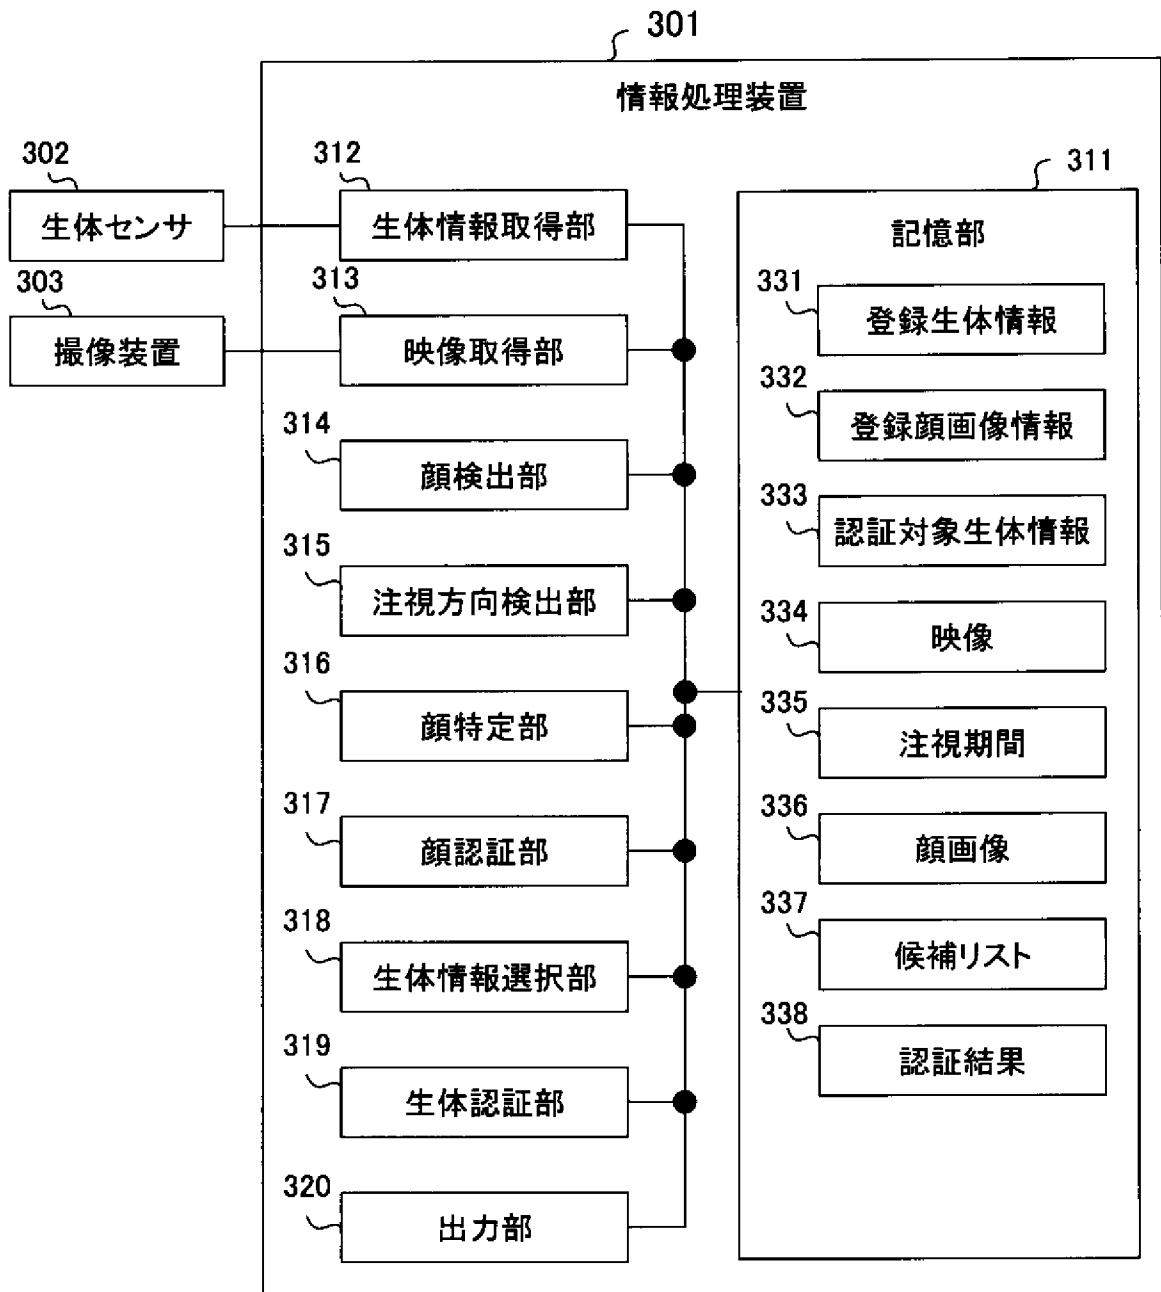 301
情報処理装置
302
生体センサ
303
撮像装置
312
生体情報取得部
313
映像取得部
314
顔検出部
315
注視方向検出部
316
顔特定部
317
顔認証部
318
生体情報選択部
319
生体認証部
320
出力部
311
記憶部
331
登録生体情報
332
登録顔画像情報
333
認証対象生体情報
334
映像
335
注視期間
336
顔画像
337
候補リスト
338
認証結果